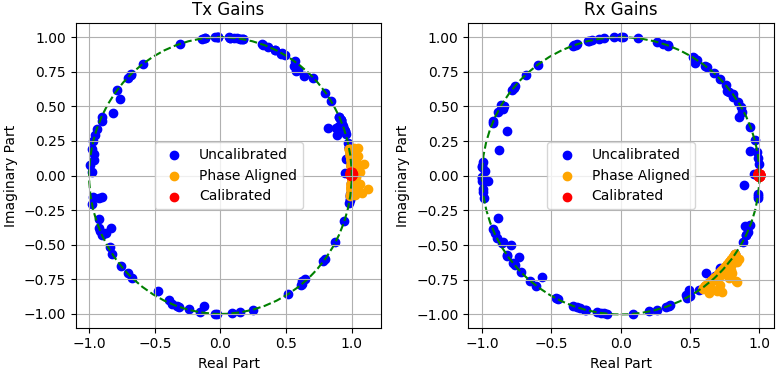 Tx Gains
1.00
0.75
0.50
0.25
0.00
−0.25
−0.50
−0.75
−1.00
Imaginary Part
Uncalibrated
Phase Aligned
Calibrated
−1.0 −0.5 0.0 0.5 1.0
Real Part
Rx Gains
1.00
0.75
0.50
0.25
0.00
−0.25
−0.50
−0.75
−1.00
Imaginary Part
Uncalibrated
Phase Aligned
Calibrated
−1.0 −0.5 0.0 0.5 1.0
Real Part